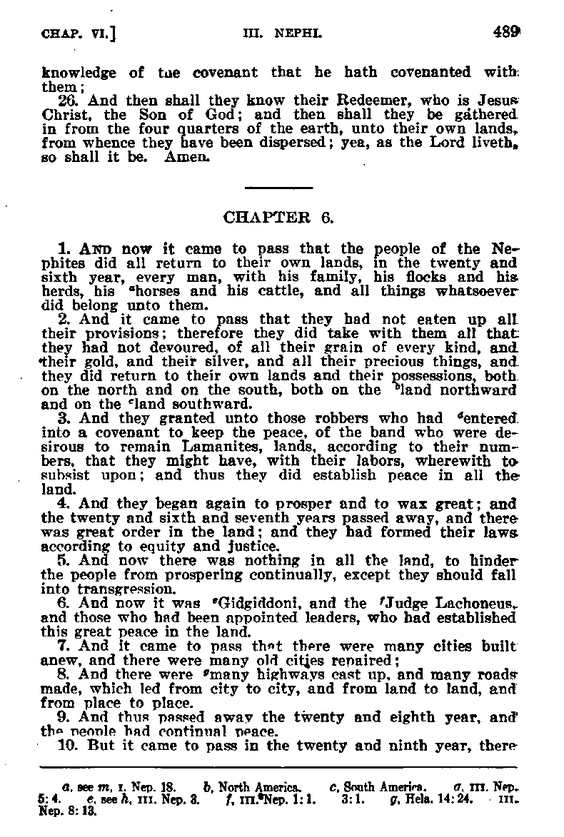 CHAP. VI.] III. NEPHI. 489
knowledge of the covenant that he hath covenanted with
them;
26. And then shall they know their Redeemer, who is Jesus
Christ, the Son of God; and then shall they be gathered
in from the four quarters of the earth, unto their own lands,
from whence they have been dispersed; yea, as the Lord liveth,
so shall it be. Amen.
CHAPTER 6.
1. AND now it came to pass that the people of the Ne-
phites did all return to their own lands, in the twenty and
sixth year, every man, with his family, his flocks and his
herds, his ᵃhorses and his cattle, and all things whatsoever
did belong unto them.
2. And it came to pass that they had not eaten up all
their provisions; therefore they did take with them all that
they had not devoured, of all their grain of every kind, and
their gold, and their silver, and all their precious things, and
they did return to their own lands and their possessions, both
on the north and on the south, both on the ᵇland northward
and on the ᶜland southward.
3. And they granted unto those robbers who had ᵈentered
into a covenant to keep the peace, of the band who were de-
sirous to remain Lamanites, lands, according to their num-
bers, that they might have, with their labors, wherewith to
subsist upon; and thus they did establish peace in all the
land.
4. And they began again to prosper and to wax great; and
the twenty and sixth and seventh years passed away, and there
was great order in the land; and they had formed their laws
according to equity and justice.
5. And now there was nothing in all the land, to hinder
the people from prospering continually, except they should fall
into transgression.
6. And now it was ᵉGidgiddoni, and the ᶠJudge Lachoneus,
and those who had been appointed leaders, who had established
this great peace in the land.
7. And it came to pass that there were many cities built
anew, and there were many old cities repaired;
8. And there were ᵍmany highways cast up, and many roads
made, which led from city to city, and from land to land, and
from place to place.
9. And thus passed away the twenty and eighth year, and
the people had continual peace.
10. But it came to pass in the twenty and ninth year, there
a, see m, I. Nep. 18. b, North America. c, South America. d, III. Nep.
5:4. e, see h, III. Nep. 3. f, III. Nep. 1:1. 3:1. g, Hela. 14:24. III.
Nep. 8:13.